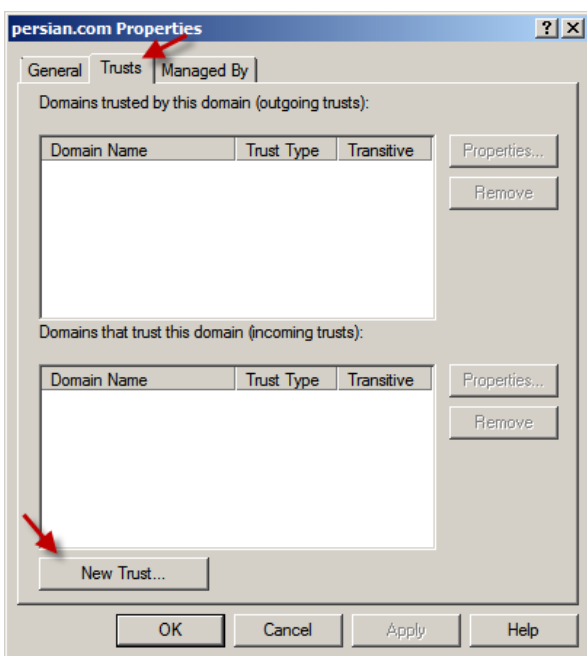 persian.com Properties
? X
General Trusts Managed By
Domains trusted by this domain (outgoing trusts):
Domain Name Trust Type Transitive
Properties...
Remove
Domains that trust this domain (incoming trusts):
Domain Name Trust Type Transitive
Properties...
Remove
New Trust...
OK Cancel Apply Help